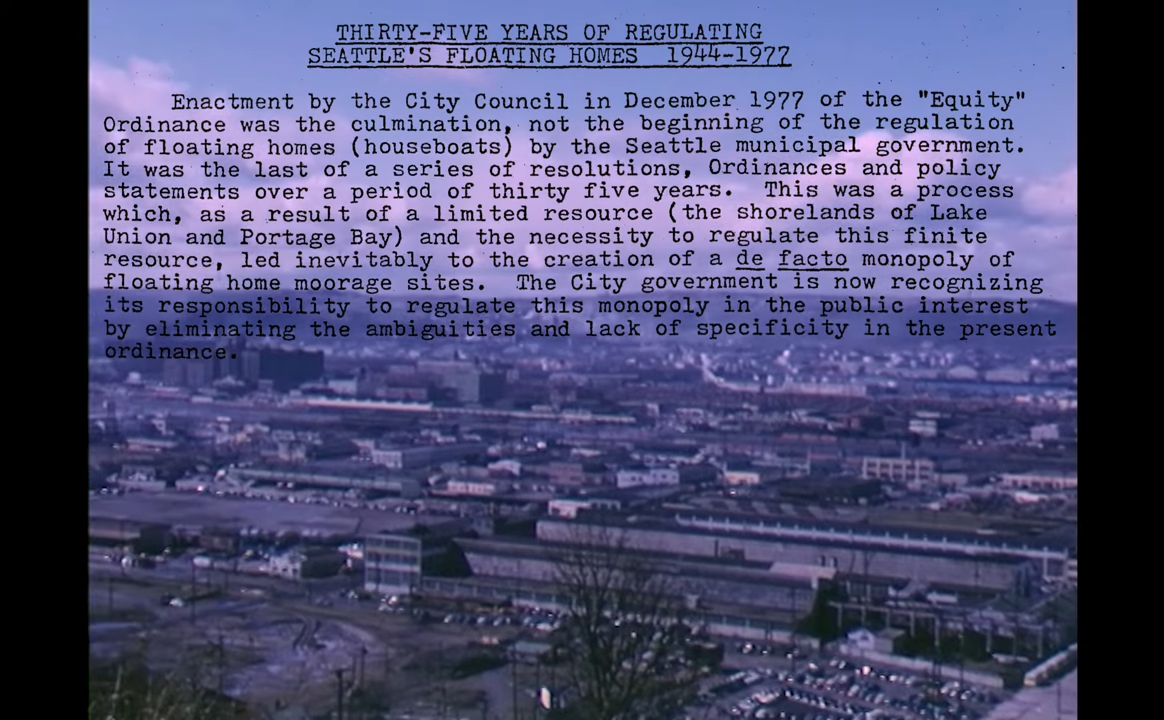 THIRTY-FIVE YEARS OF REGULATING
SEATTLE'S FLOATING HOMES 1944-1977
Enactment by the City Council in December 1977 of the "Equity"
Ordinance was the culmination, not the beginning of the regulation
of floating homes (houseboats) by the Seattle municipal government.
It was the last of a series of resolutions, Ordinances and policy
statements over a period of thirty five years. This was a process
which, as a result of a limited resource (the shorelands of Lake
Union and Portage Bay) and the necessity to regulate this finite
resource, led inevitably to the creation of a de facto monopoly of
floating home moorage sites. The City government is now recognizing
its responsibility to regulate this monopoly in the public interest
by eliminating the ambiguities and lack of specificity in the present
ordinance.